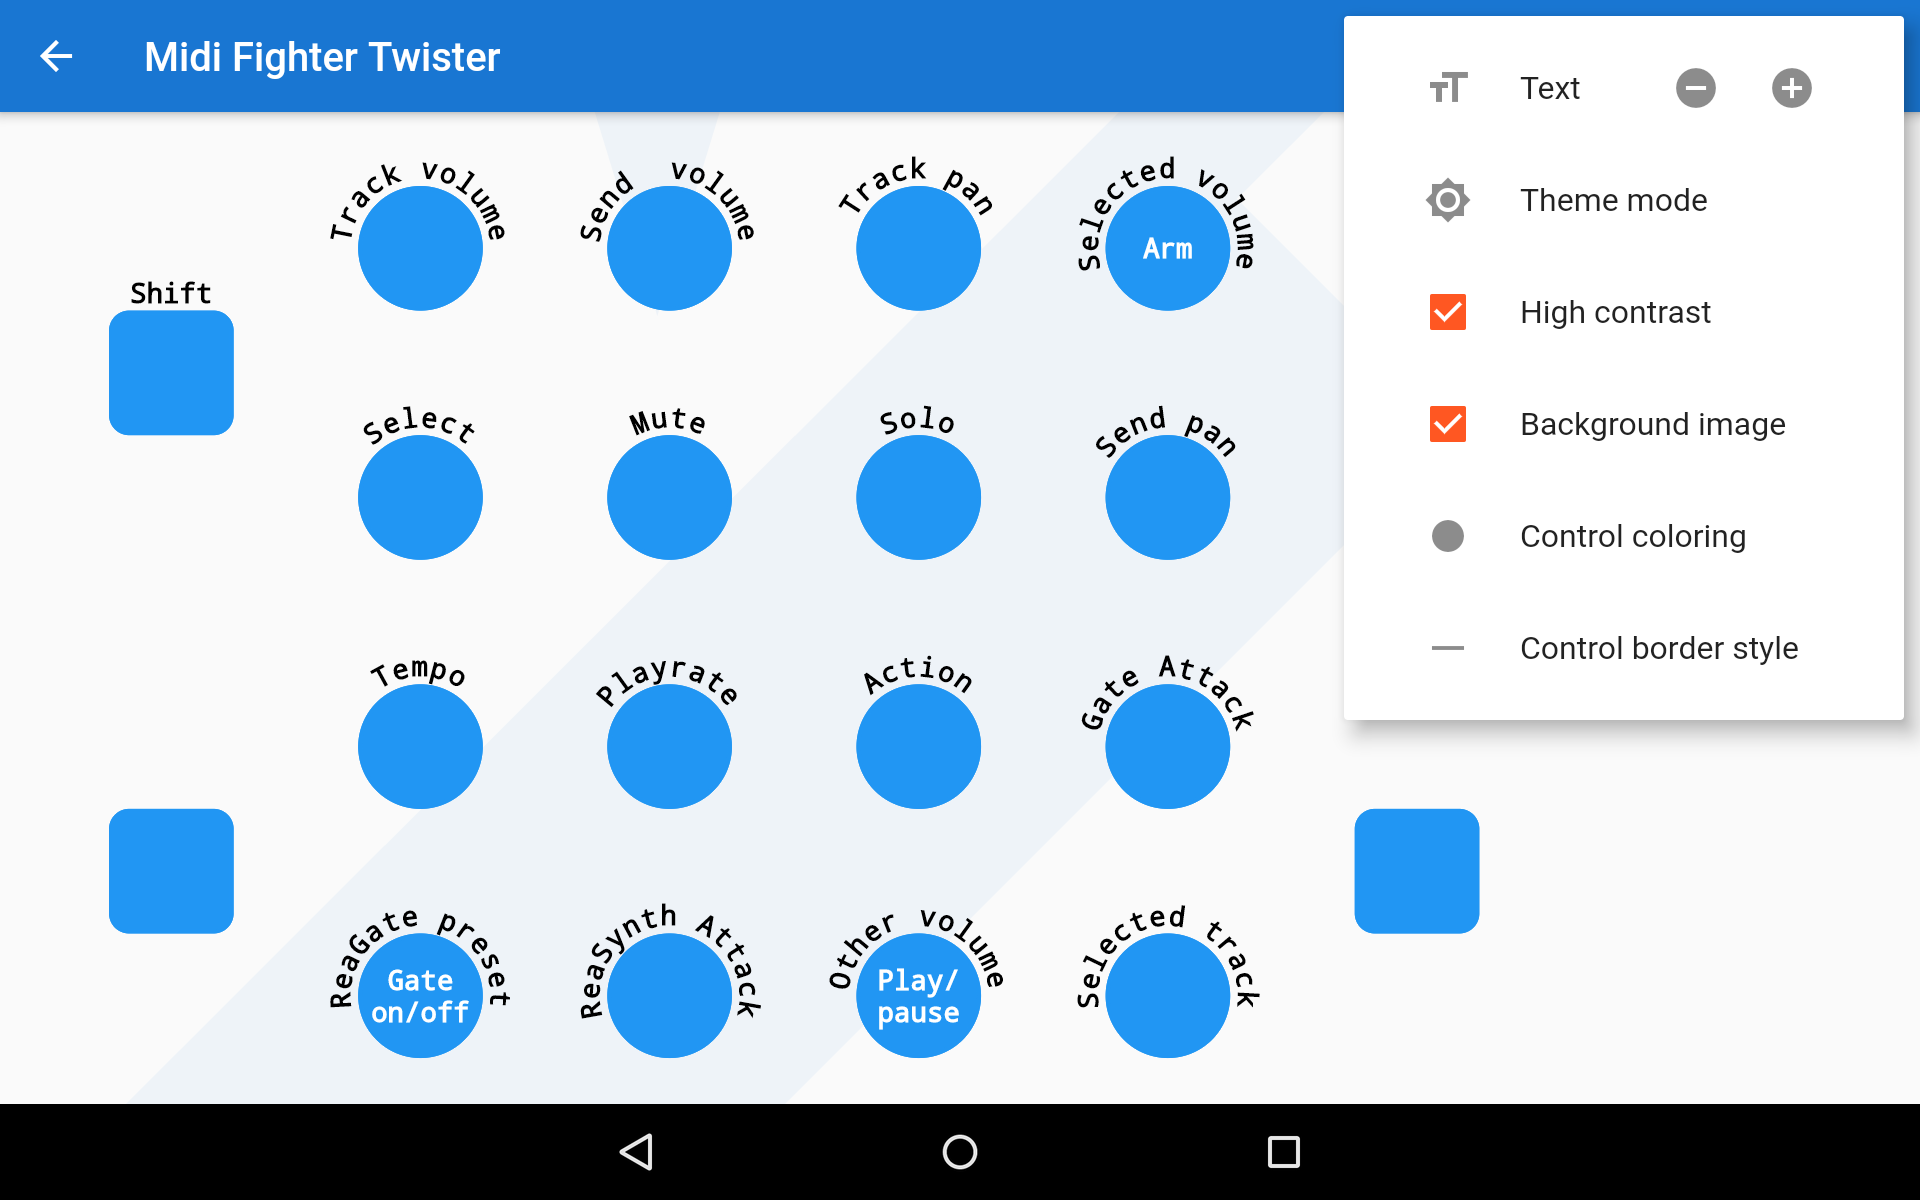 Midi Fighter Twister
Text
Theme mode
High contrast
Background image
Control coloring
Control border style
Track volume
Send volume
Track pan
Selected volume
Arm
Shift
Select
Mute
Solo
Send pan
Tempo
Playrate
Action
Gate Attack
ReaGate preset
Gate
on/off
ReaSynth Attack
Other volume
Play/
pause
Selected track